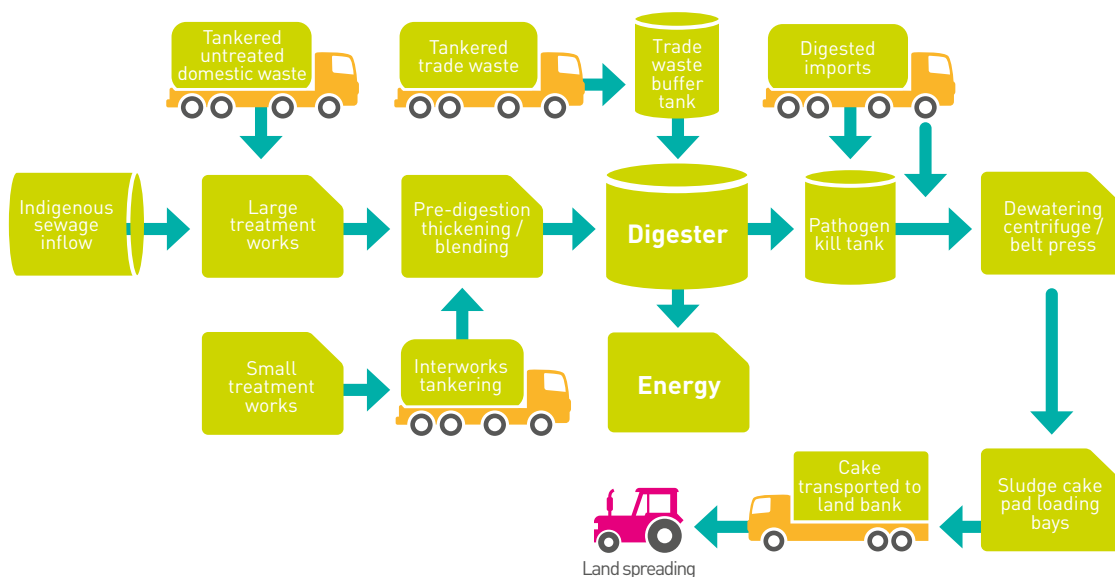 Tankered
untreated
domestic waste
Tankered
trade waste
Trade
waste
buffer
tank
Digested
imports
Indigenous
sewage
inflow
Large
treatment
works
Pre-digestion
thickening /
blending
Digester
Pathogen
kill tank
Dewatering
centrifuge /
belt press
Small
treatment
works
Interworks
tankering
Energy
Cake
transported to
land bank
Sludge cake
pad loading
bays
Land spreading